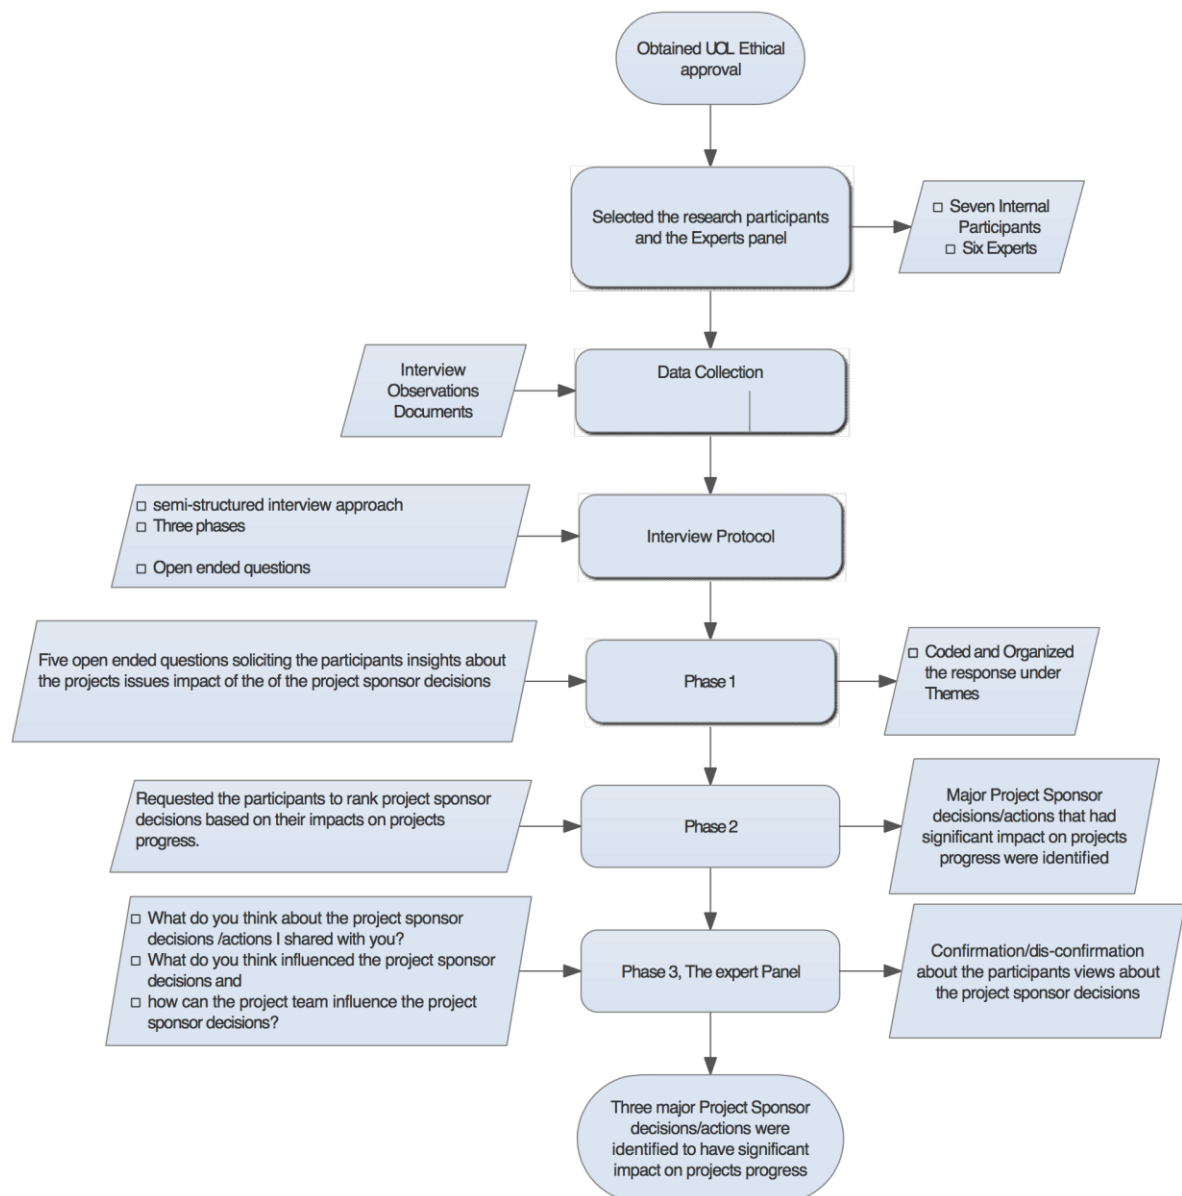 Obtained UOL Ethical
approval
Selected the research participants
and the Experts panel
□ Seven Internal
Participants
□ Six Experts
Interview
Observations
Documents
Data Collection
□ semi-structured interview approach
□ Three phases
□ Open ended questions
Interview Protocol
Five open ended questions soliciting the participants insights about
the projects issues impact of the of the project sponsor decisions
Phase 1
□ Coded and Organized
the response under
Themes
Requested the participants to rank project sponsor
decisions based on their impacts on projects
progress.
Phase 2
Major Project Sponsor
decisions/actions that had
significant impact on projects
progress were identified
□ What do you think about the project sponsor
decisions /actions I shared with you?
□ What do you think influenced the project sponsor
decisions and
□ how can the project team influence the project
sponsor decisions?
Phase 3, The expert Panel
Confirmation/dis-confirmation
about the participants views about
the project sponsor decisions
Three major Project Sponsor
decisions/actions were
identified to have significant
impact on projects progress